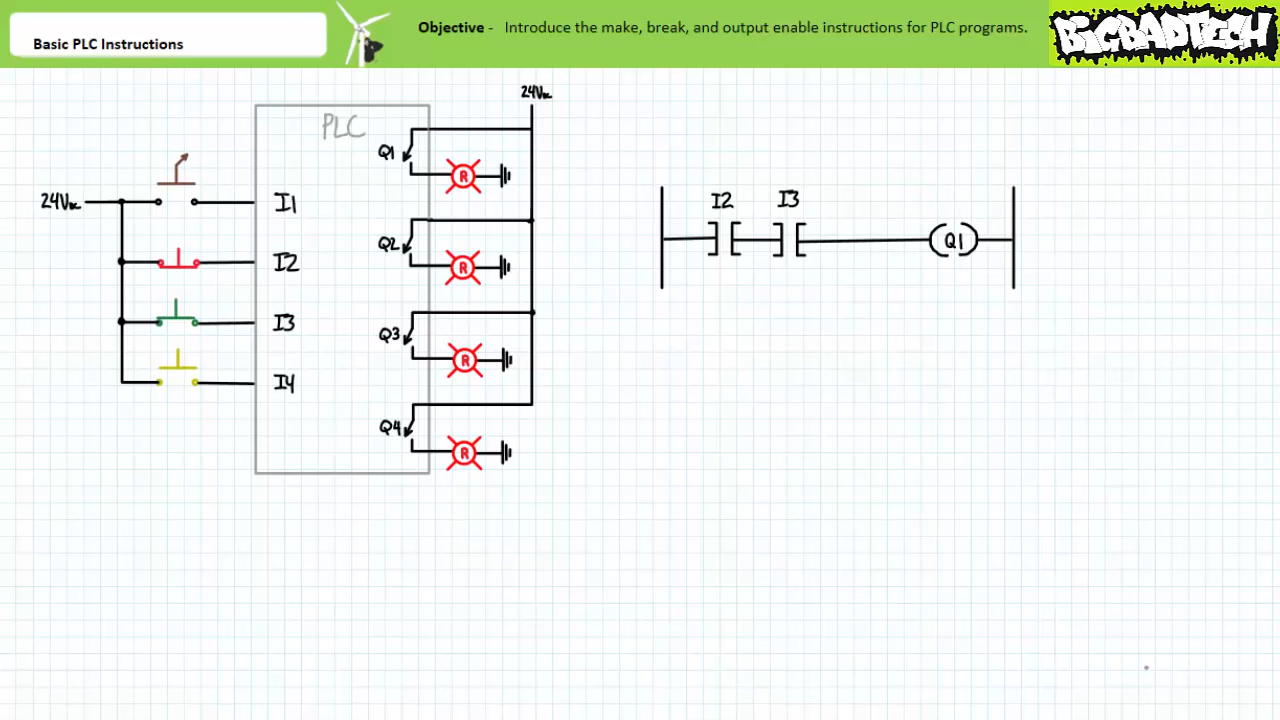 Basic PLC Instructions
Objective - Introduce the make, break, and output enable instructions for PLC programs.
BIGBADTECH
24VDC
PLC
Q1
R
24VDC
I1
I2
I3
Q1
Q2
R
I2
Q3
R
I3
I4
Q4
R